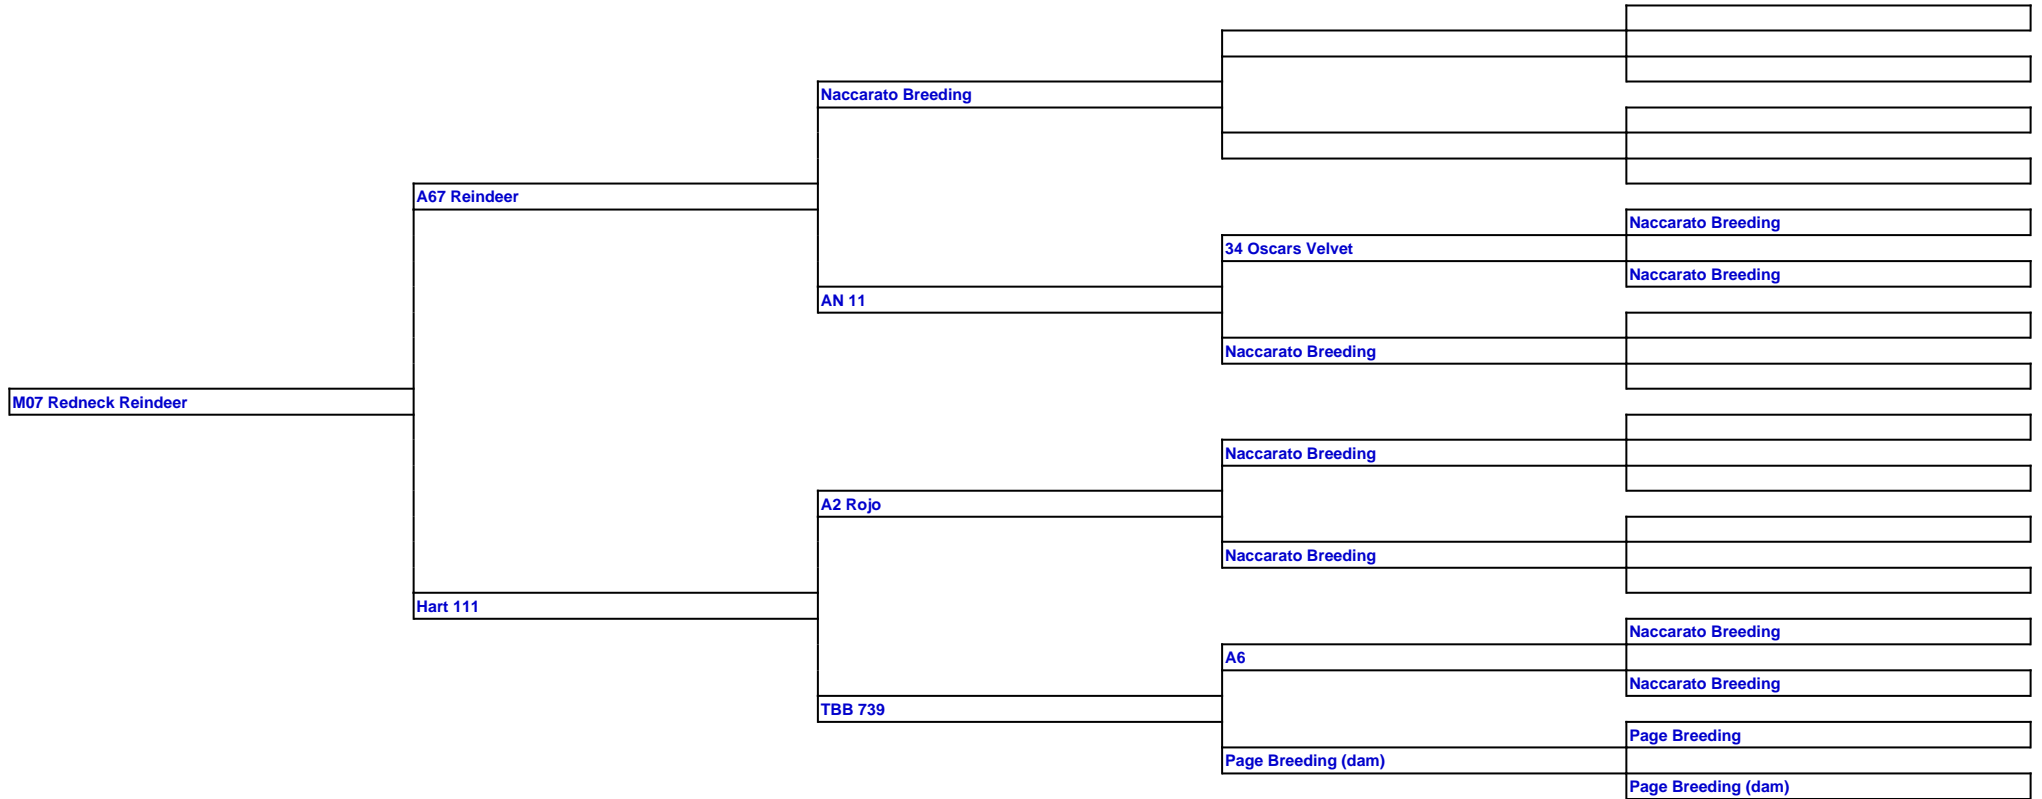 Naccarato Breeding
A67 Reindeer
Naccarato Breeding
34 Oscars Velvet
Naccarato Breeding
AN 11
Naccarato Breeding
M07 Redneck Reindeer
Naccarato Breeding
A2 Rojo
Naccarato Breeding
Hart 111
Naccarato Breeding
A6
Naccarato Breeding
TBB 739
Page Breeding
Page Breeding (dam)
Page Breeding (dam)